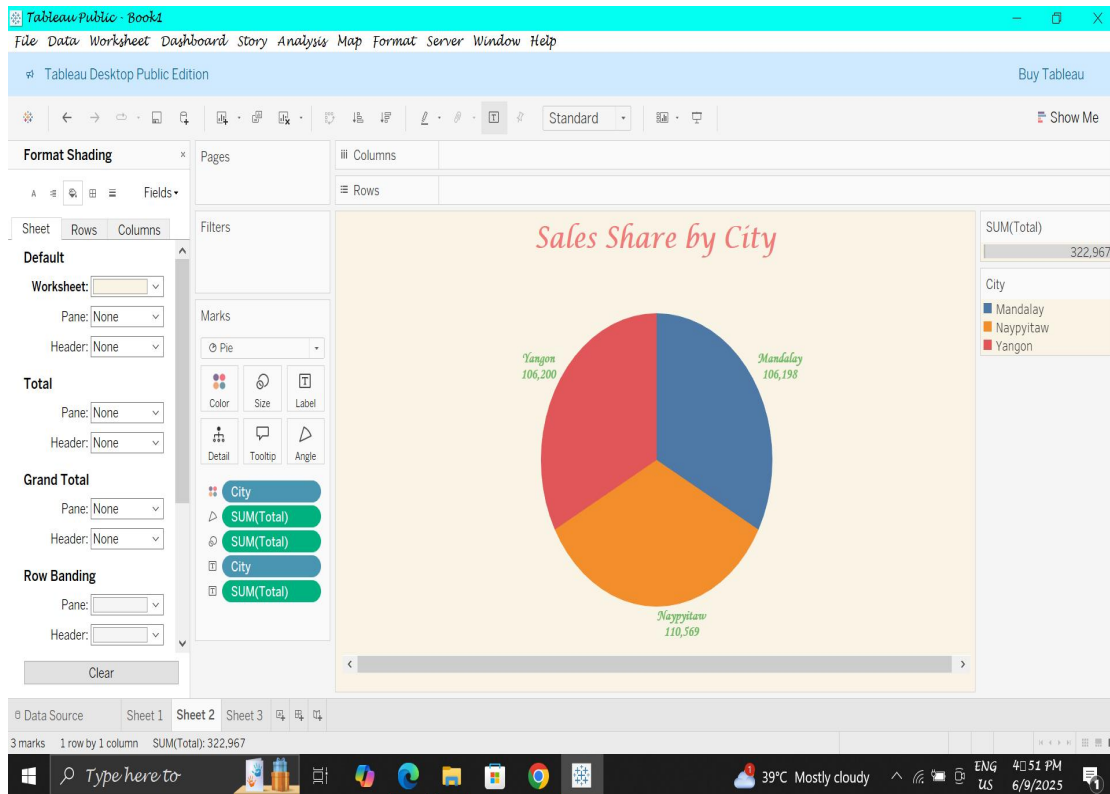 Tableau Public - Book1
File Data Worksheet Dashboard Story Analysis Map Format Server Window Help
Tableau Desktop Public Edition
Buy Tableau
Standard
Show Me
Format Shading
Fields
Sheet Rows Columns
Default
Worksheet:
Pane: None
Header: None
Total
Pane: None
Header: None
Grand Total
Pane: None
Header: None
Row Banding
Pane:
Header:
Clear
Pages
Filters
Marks
Pie
Color Size Label
Detail Tooltip Angle
City
SUM(Total)
SUM(Total)
City
SUM(Total)
Columns
Rows
Sales Share by City
Yangon
106,200
Mandalay
106,198
Naypyitaw
110,569
SUM(Total)
322,967
City
Mandalay
Naypyitaw
Yangon
Data Source Sheet 1 Sheet 2 Sheet 3
3 marks 1 row by 1 column SUM(Total): 322,967
Type here to
39°C Mostly cloudy
ENG
US
4□51 PM
6/9/2025
1